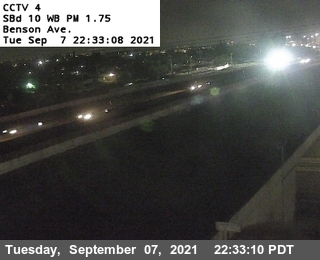 CCTV 4
SBd 10 WB PM 1.75
Benson Ave.
Tue Sep 7 22:33:08 2021
Tuesday, September 07, 2021 22:33:10 PDT